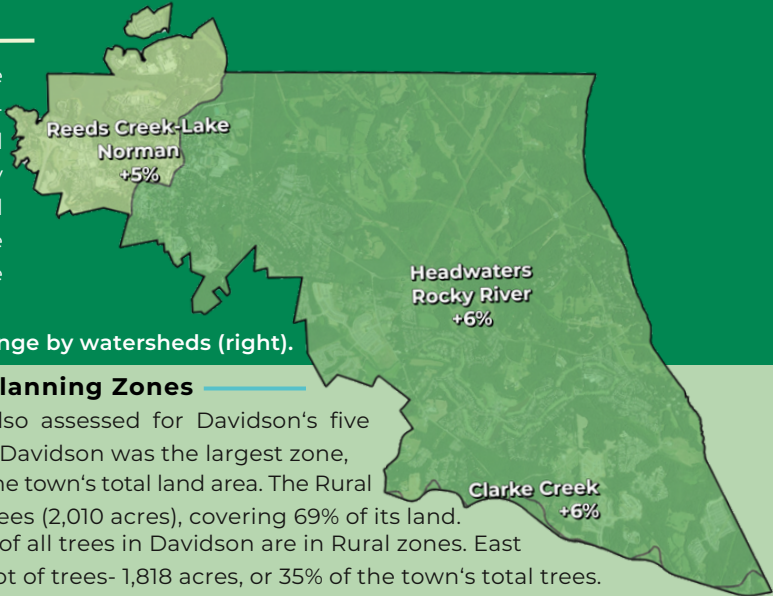 Reeds Creek-Lake
Norman
+5%
Headwaters
Rocky River
+6%
Clarke Creek
+6%
nge by watersheds (right).
lanning Zones
lso assessed for Davidson‘s five
Davidson was the largest zone,
he town‘s total land area. The Rural
rees (2,010 acres), covering 69% of its land.
of all trees in Davidson are in Rural zones. East
ot of trees- 1,818 acres, or 35% of the town‘s total trees.